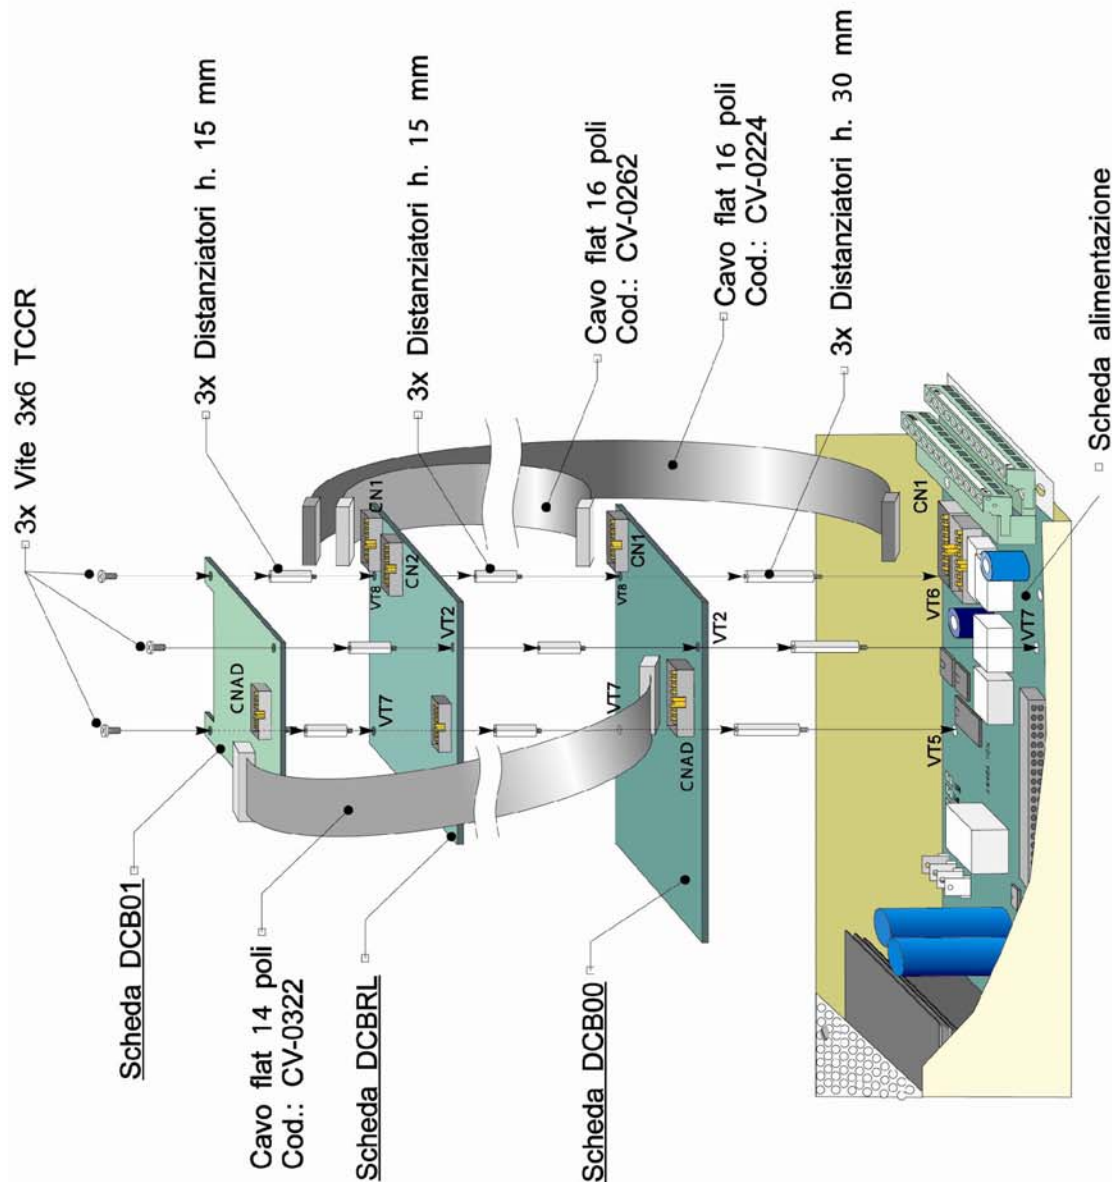 3x Vite 3x6 TCCR
3x Distanziatori h. 15 mm
3x Distanziatori h. 15 mm
Cavo flat 16 poli
Cod.: CV-0262
Cavo flat 16 poli
Cod.: CV-0224
3x Distanziatori h. 30 mm
Scheda alimentazione
Scheda DCB01
Cavo flat 14 poli
Cod.: CV-0322
Scheda DCBRL
Scheda DCB00
CNAD
CN1
CN2
VT8
VT2
VT7
CN1
VT8
VT2
VT7
CNAD
CN1
VT6
VT7
VT5